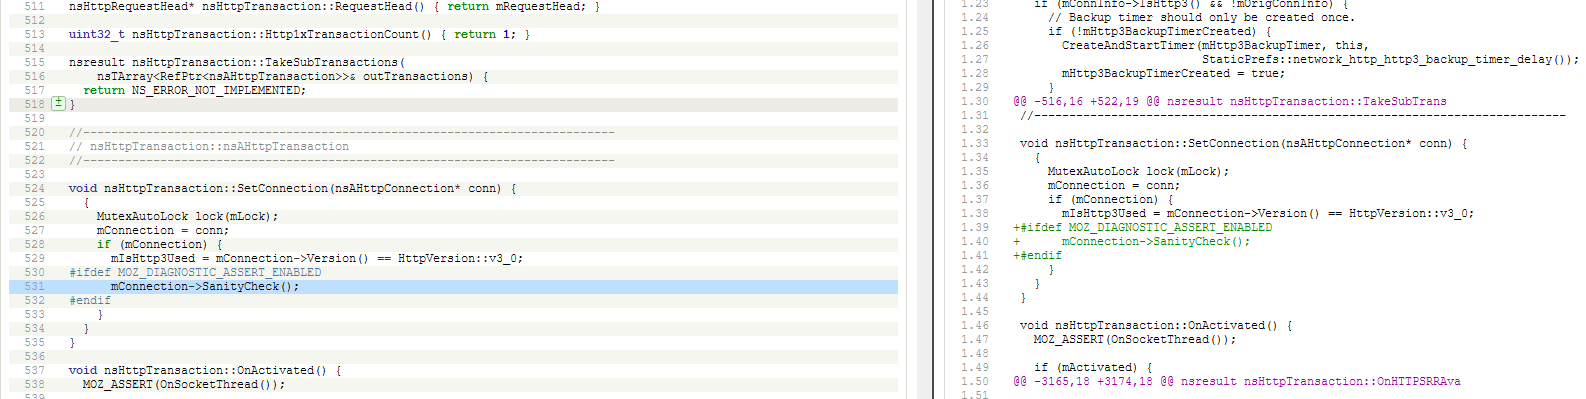 511 nsHttpRequestHead* nsHttpTransaction::RequestHead() { return mRequestHead; }
512
513 uint32_t nsHttpTransaction::Http1xTransactionCount() { return 1; }
514
515 nsresult nsHttpTransaction::TakeSubTransactions(
516     nsTArray<RefPtr<nsAHttpTransaction>>& outTransactions) {
517   return NS_ERROR_NOT_IMPLEMENTED;
518 ± }
519
520 //----------------------------------------------------------------------------
521 // nsHttpTransaction::nsAHttpTransaction
522 //----------------------------------------------------------------------------
523
524 void nsHttpTransaction::SetConnection(nsAHttpConnection* conn) {
525   {
526     MutexAutoLock lock(mLock);
527     mConnection = conn;
528     if (mConnection) {
529       mIsHttp3Used = mConnection->Version() == HttpVersion::v3_0;
530 #ifdef MOZ_DIAGNOSTIC_ASSERT_ENABLED
531       mConnection->SanityCheck();
532 #endif
533     }
534   }
535 }
536
537 void nsHttpTransaction::OnActivated() {
538   MOZ_ASSERT(OnSocketThread());
539
1.23   if (mConnInfo->IsHttp3() && !mOrigConnInfo) {
1.24     // Backup timer should only be created once.
1.25     if (!mHttp3BackupTimerCreated) {
1.26       CreateAndStartTimer(mHttp3BackupTimer, this,
1.27                           StaticPrefs::network_http_http3_backup_timer_delay());
1.28       mHttp3BackupTimerCreated = true;
1.29     }
1.30 @@ -516,16 +522,19 @@ nsresult nsHttpTransaction::TakeSubTrans
1.31 //----------------------------------------------------------------------------
1.32
1.33 void nsHttpTransaction::SetConnection(nsAHttpConnection* conn) {
1.34   {
1.35     MutexAutoLock lock(mLock);
1.36     mConnection = conn;
1.37     if (mConnection) {
1.38       mIsHttp3Used = mConnection->Version() == HttpVersion::v3_0;
1.39 +#ifdef MOZ_DIAGNOSTIC_ASSERT_ENABLED
1.40 +      mConnection->SanityCheck();
1.41 +#endif
1.42     }
1.43   }
1.44 }
1.45
1.46 void nsHttpTransaction::OnActivated() {
1.47   MOZ_ASSERT(OnSocketThread());
1.48
1.49   if (mActivated) {
1.50 @@ -3165,18 +3174,18 @@ nsresult nsHttpTransaction::OnHTTPSRRAva
1.51